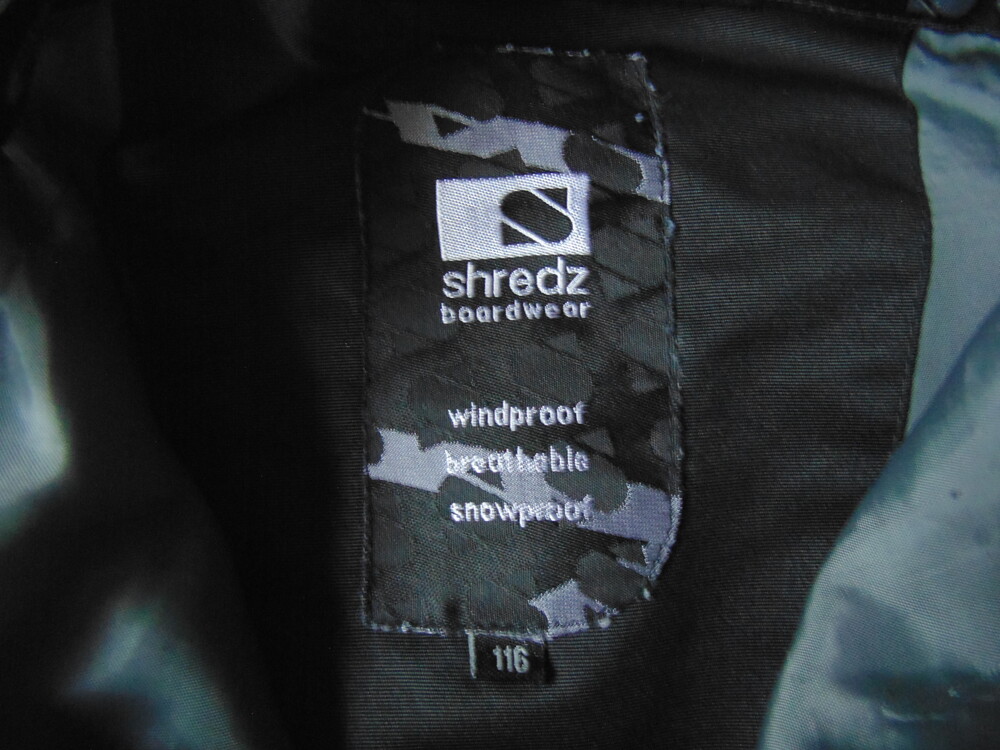 shredz
boardwear
windproof
breathable
snowproof
116